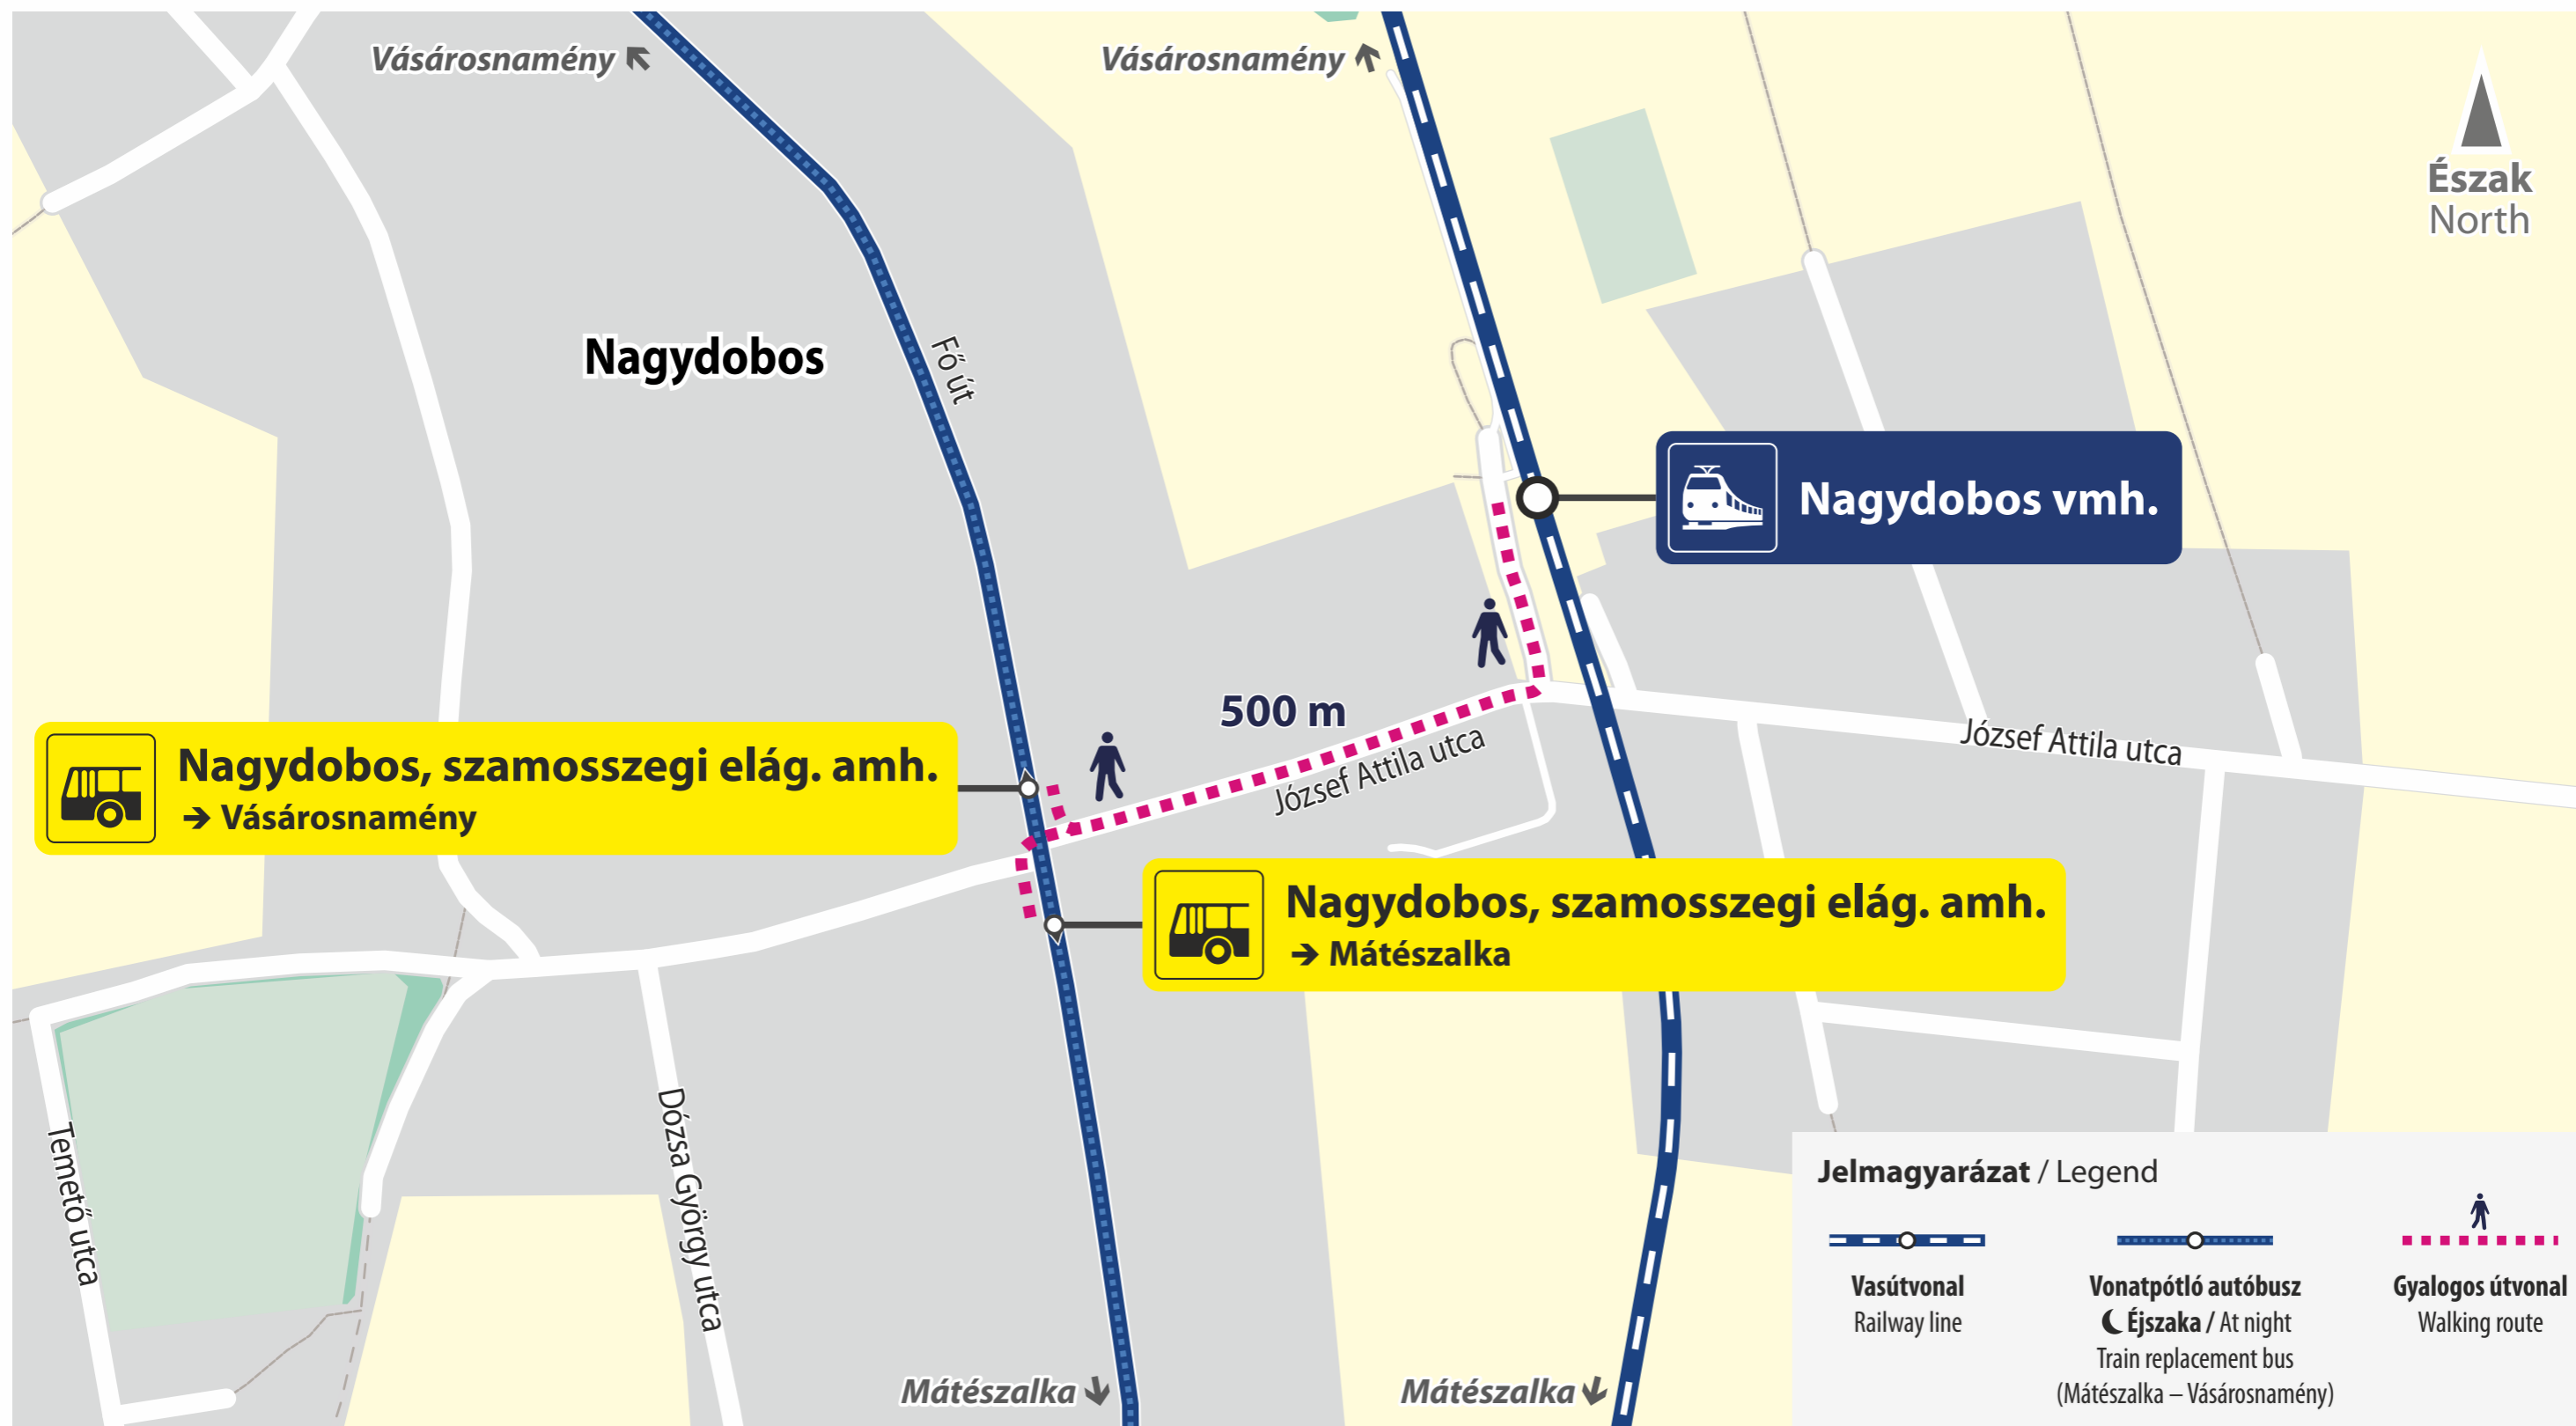 Vásárosnamény
Vásárosnamény
Észak
North
Nagydobos
Fő út
Nagydobos vmh.
500 m
József Attila utca
József Attila utca
Nagydobos, szamosszegi elág. amh.
→ Vásárosnamény
Nagydobos, szamosszegi elág. amh.
→ Mátészalka
Temető utca
Dózsa György utca
Mátészalka
Mátészalka
Jelmagyarázat / Legend
Vasútvonal
Railway line
Vonatpótló autóbusz
Éjszaka / At night
Train replacement bus
(Mátészalka – Vásárosnamény)
Gyalogos útvonal
Walking route